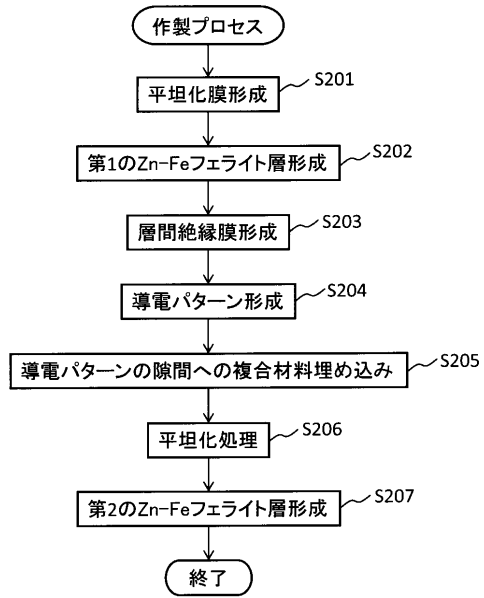 作製プロセス
平坦化膜形成
S201
第1のZn-Feフェライト層形成
S202
層間絶縁膜形成
S203
導電パターン形成
S204
導電パターンの隙間への複合材料埋め込み
S205
平坦化処理
S206
第2のZn-Feフェライト層形成
S207
終了